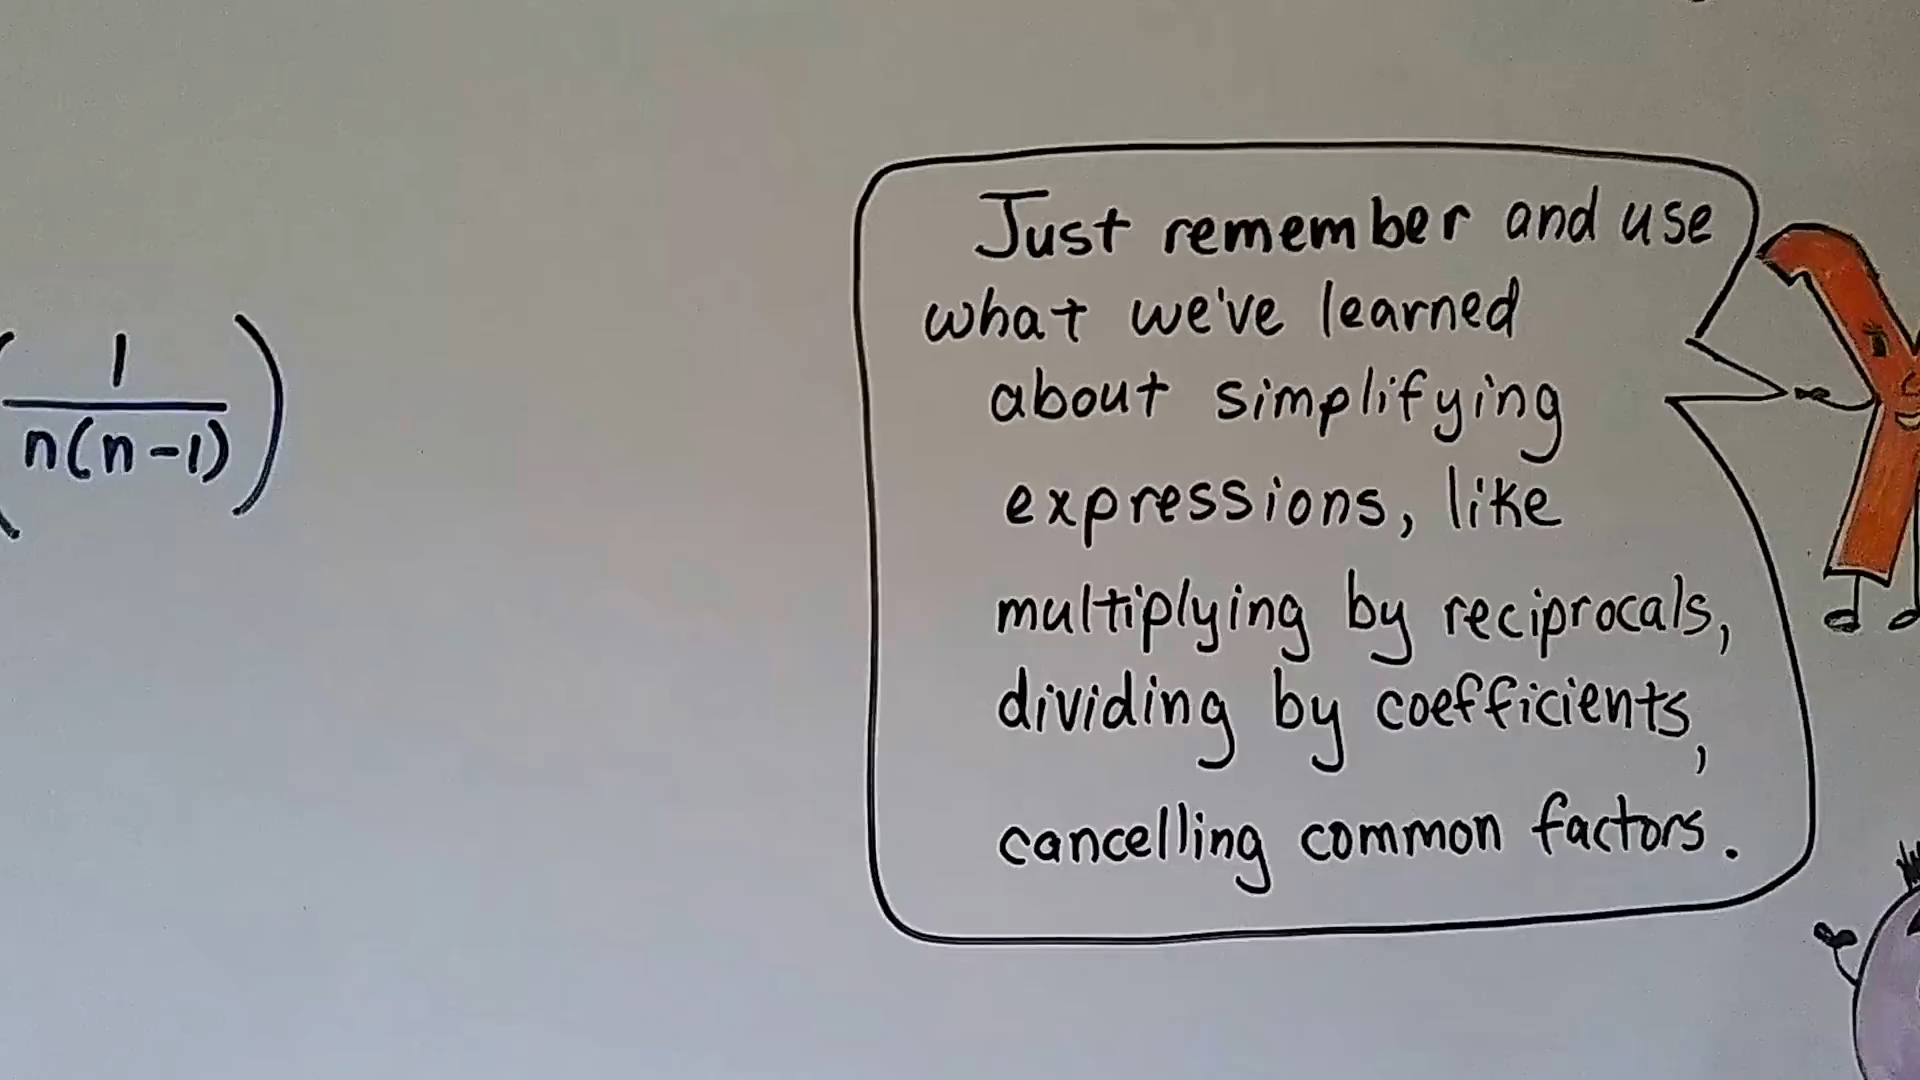 (1/n(n-1))
Just remember and use
what we've learned
about simplifying
expressions, like
multiplying by reciprocals,
dividing by coefficients,
cancelling common factors.